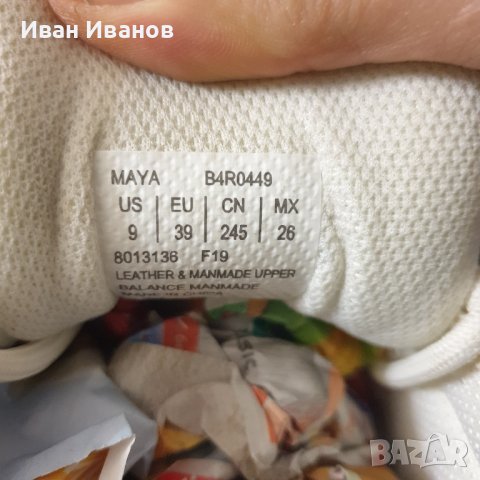 Иван Иванов
MAYA B4R0449
US EU CN MX
9 39 245 26
8013136 F19
LEATHER & MANMADE UPPER
BALANCE MANMADE
MADE IN CHINA
BAZAR